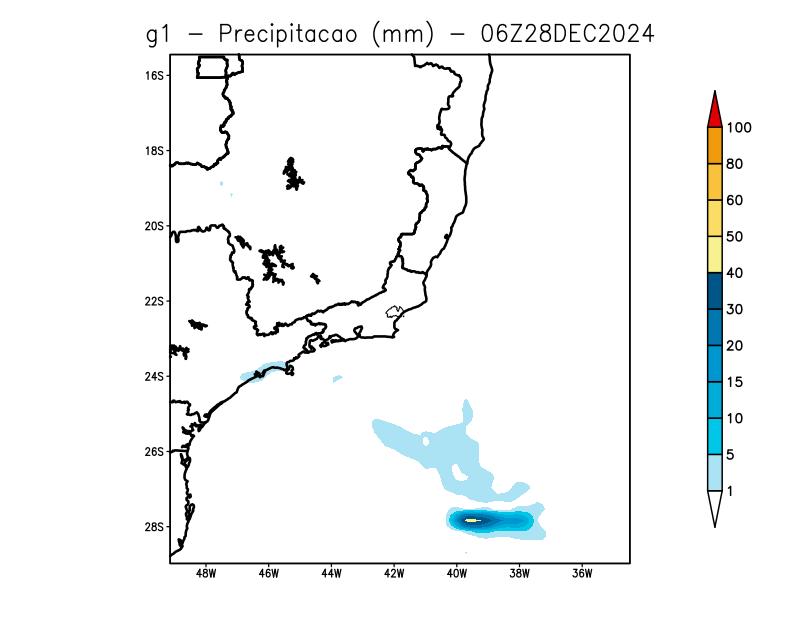 g1 – Precipitacao (mm) – 06Z28DEC2024
16S
18S
20S
22S
24S
26S
28S
48W 46W 44W 42W 40W 38W 36W
100
80
60
50
40
30
20
15
10
5
1